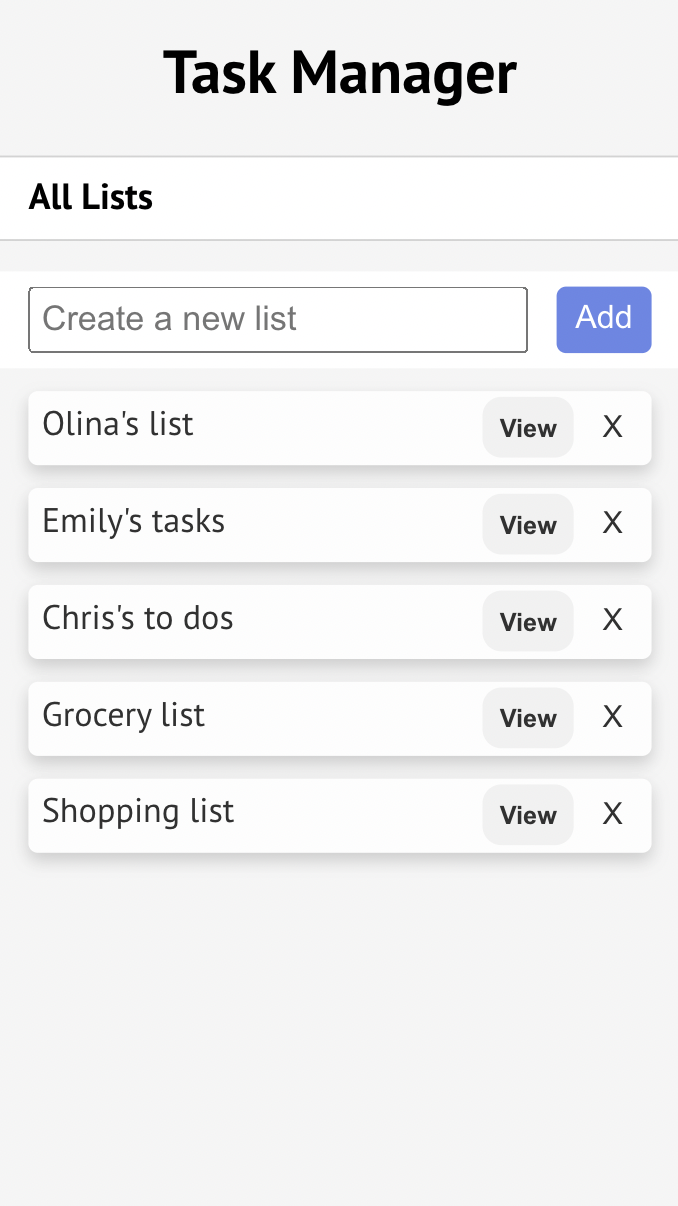 Task Manager
All Lists
Create a new list Add
Olina's list View X
Emily's tasks View X
Chris's to dos View X
Grocery list View X
Shopping list View X